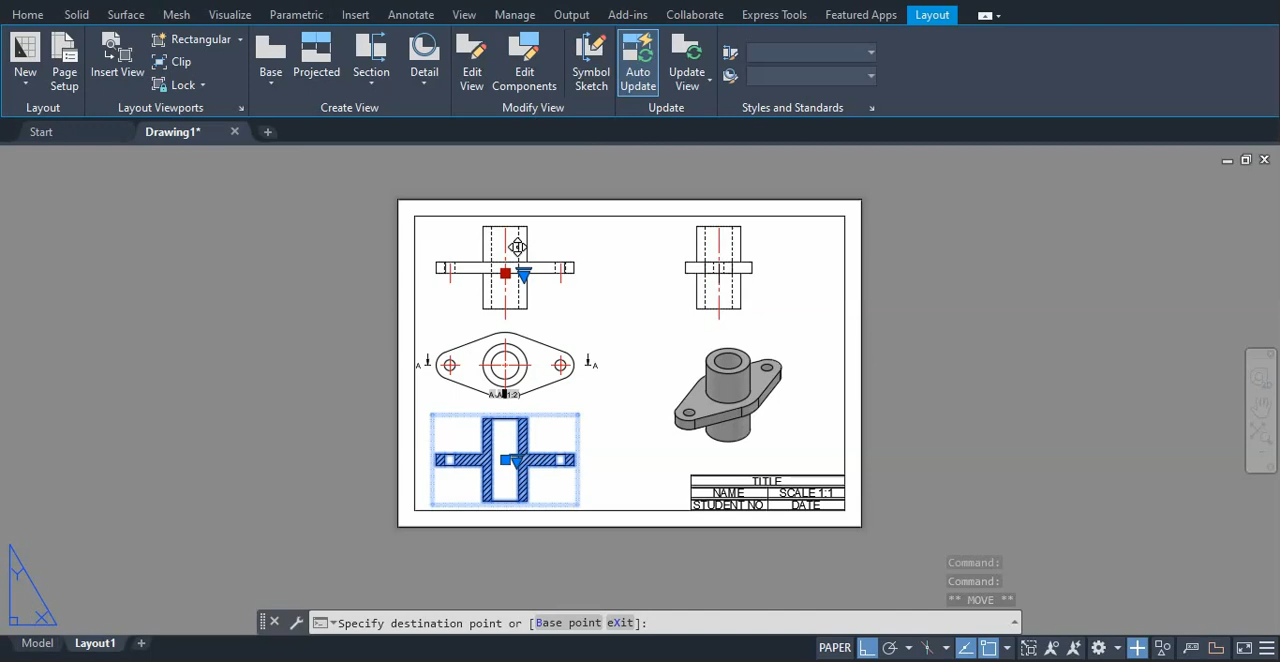 Home Solid Surface Mesh Visualize Parametric Insert Annotate View Manage Output Add-ins Collaborate Express Tools Featured Apps Layout
New Page Setup Insert View Rectangular Clip Lock Base Projected Section Detail Edit View Edit Components Symbol Sketch Auto Update Update View
Layout Layout Viewports Create View Modify View Update Styles and Standards
Start Drawing1*
A A
TITLE
NAME SCALE 1:1
STUDENT NO DATE
Command:
Command:
** MOVE **
Specify destination point or [Base point eXit]:
Y
X
Model Layout1
PAPER